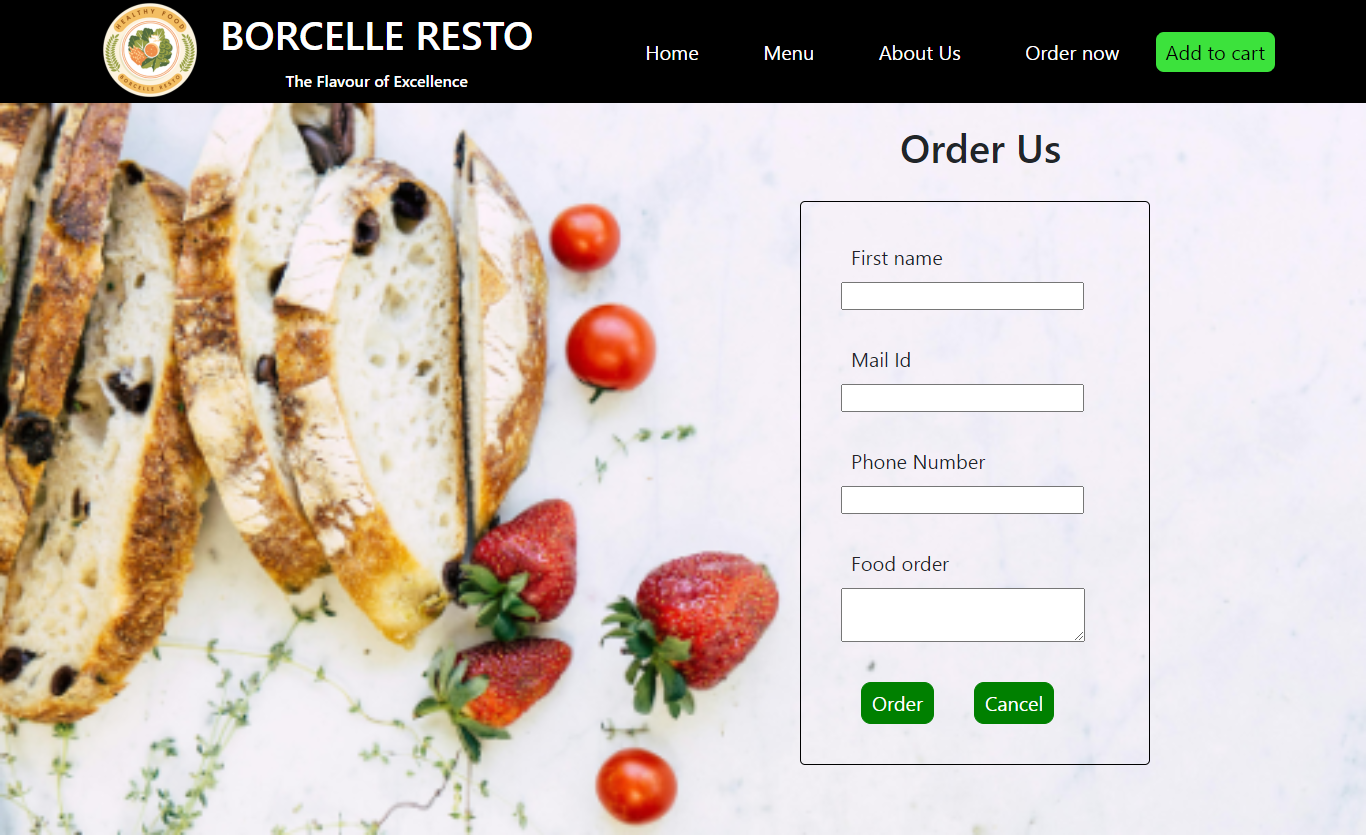 HEALTHY FOOD
BORCELLE RESTO
BORCELLE RESTO
The Flavour of Excellence
Home
Menu
About Us
Order now
Add to cart
Order Us
First name
Mail Id
Phone Number
Food order
Order
Cancel